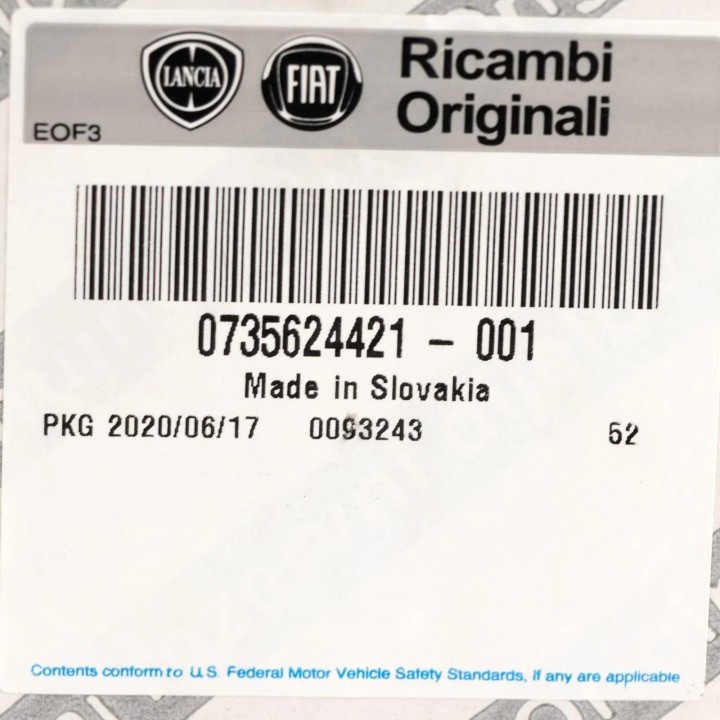 LANCIA FIAT Ricambi
Originali
EOF3
0735624421 - 001
Made in Slovakia
PKG 2020/06/17 0093243 52
Contents conform to U.S. Federal Motor Vehicle Safety Standards, if any are applicable